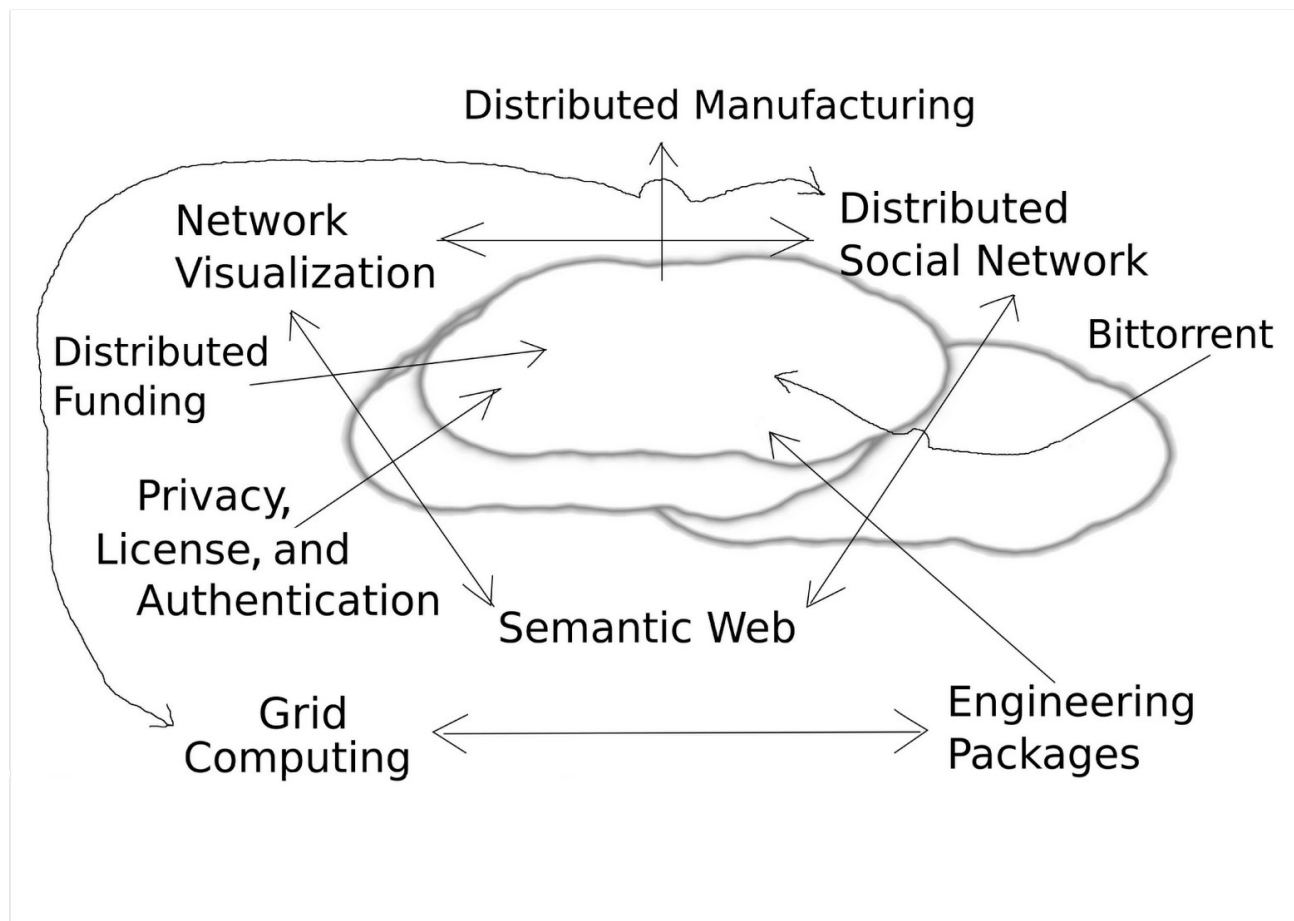 Distributed Manufacturing
Network
Visualization
Distributed
Social Network
Bittorrent
Distributed
Funding
Privacy,
License, and
Authentication
Semantic Web
Grid
Computing
Engineering
Packages